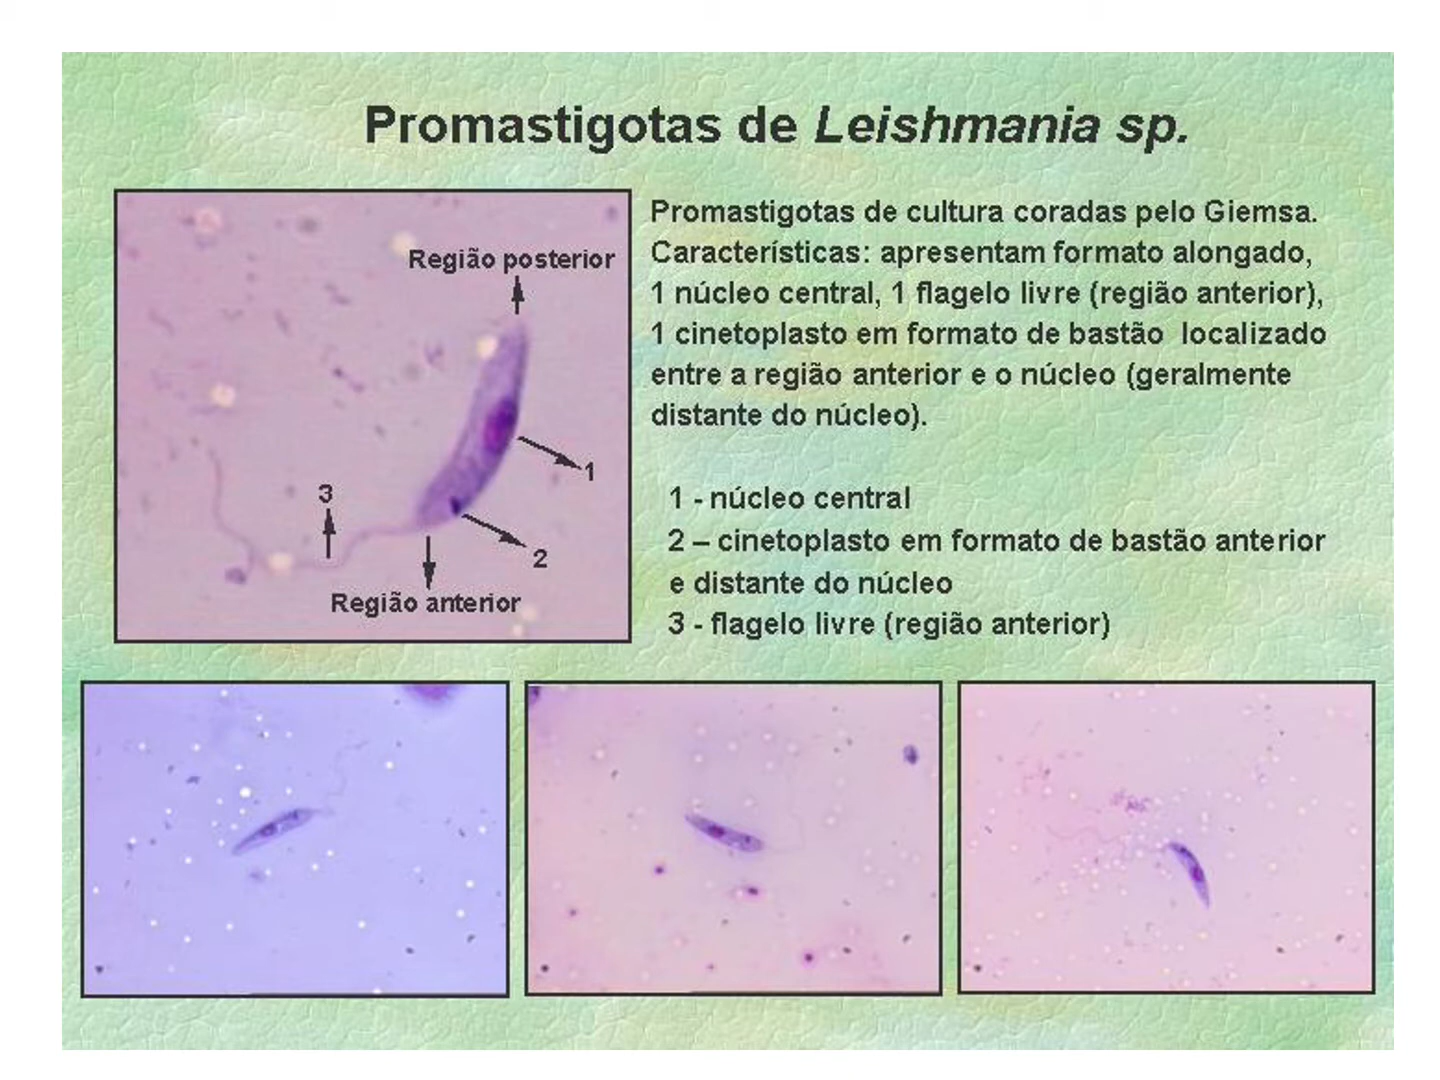 Promastigotas de Leishmania sp.
Região posterior
1
3
2
Região anterior
Promastigotas de cultura coradas pelo Giemsa.
Características: apresentam formato alongado,
1 núcleo central, 1 flagelo livre (região anterior),
1 cinetoplasto em formato de bastão localizado
entre a região anterior e o núcleo (geralmente
distante do núcleo).
1 - núcleo central
2 – cinetoplasto em formato de bastão anterior
e distante do núcleo
3 - flagelo livre (região anterior)